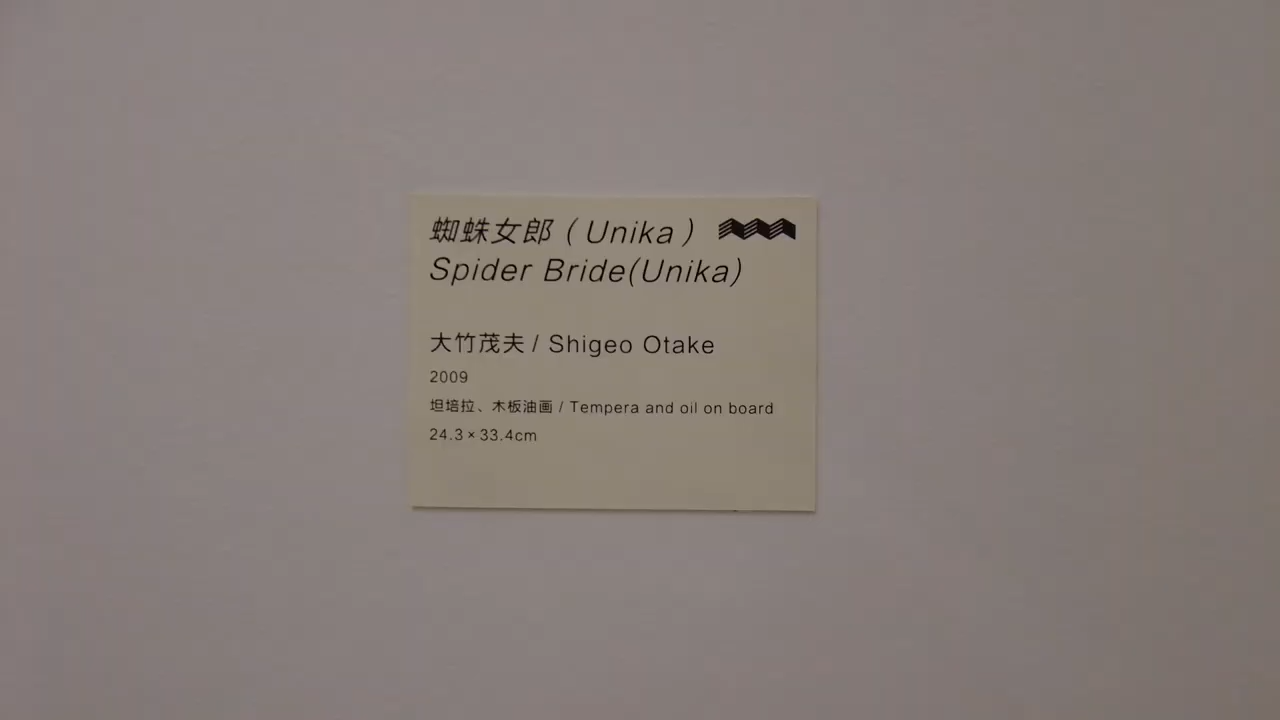 蜘蛛女郎（Unika）
Spider Bride(Unika)
大竹茂夫 / Shigeo Otake
2009
坦培拉、木板油画 / Tempera and oil on board
24.3×33.4cm